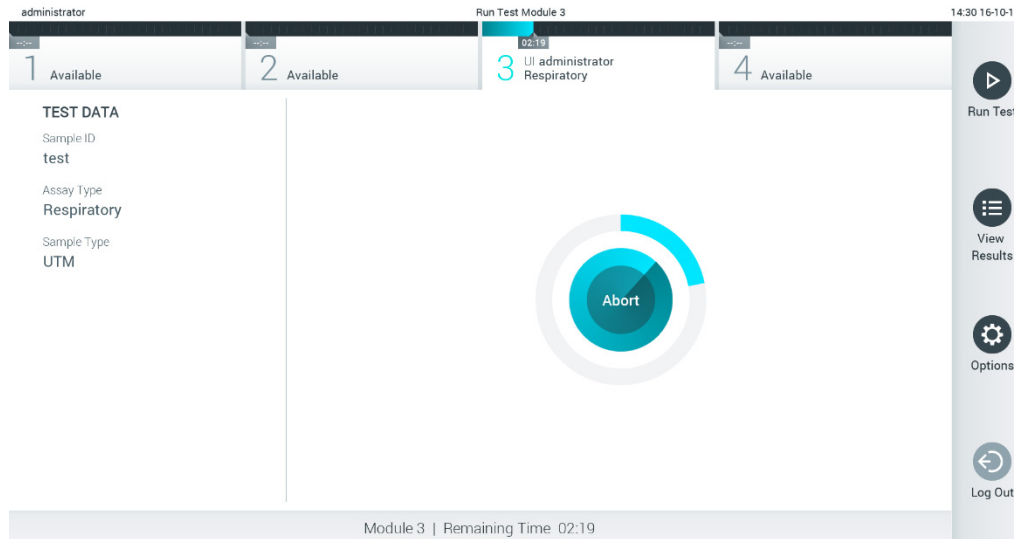 administrator
Run Test Module 3
14:30 16-10-1
--:--
1 Available
--:--
2 Available
02:19
3 UI administrator
Respiratory
--:--
4 Available
TEST DATA
Sample ID
test
Assay Type
Respiratory
Sample Type
UTM
Abort
Run Test
View
Results
Options
Log Out
Module 3 | Remaining Time 02:19